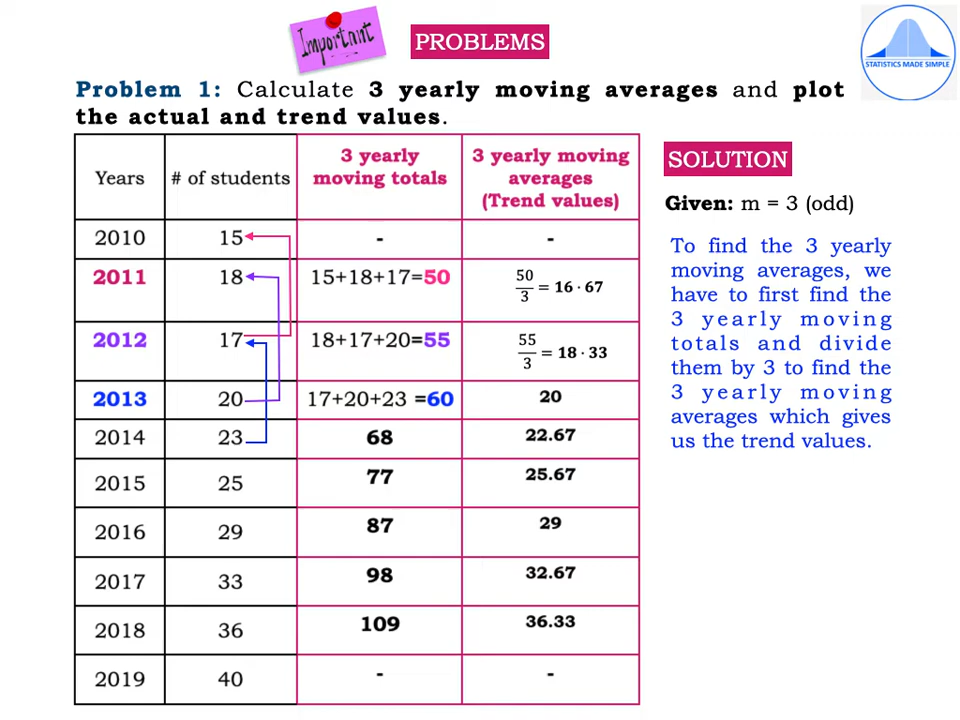 Important
PROBLEMS
STATISTICS MADE SIMPLE
Problem 1: Calculate 3 yearly moving averages and plot
the actual and trend values.
Years # of students 3 yearly moving totals 3 yearly moving averages (Trend values)
2010 15 - -
2011 18 15+18+17=50 50/3 = 16·67
2012 17 18+17+20=55 55/3 = 18·33
2013 20 17+20+23 =60 20
2014 23 68 22.67
2015 25 77 25.67
2016 29 87 29
2017 33 98 32.67
2018 36 109 36.33
2019 40 - -
SOLUTION
Given: m = 3 (odd)
To find the 3 yearly
moving averages, we
have to first find the
3 yearly moving
totals and divide
them by 3 to find the
3 yearly moving
averages which gives
us the trend values.